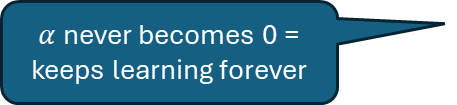 α never becomes 0 =
keeps learning forever